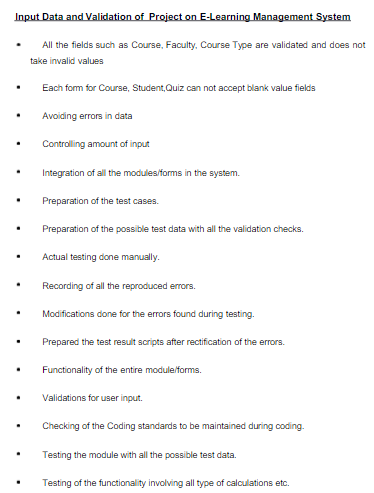 Input Data and Validation of  Project on E-Learning Management System
▪ All the fields such as Course, Faculty, Course Type are validated and does not
take invalid values
▪ Each form for Course, Student,Quiz can not accept blank value fields
▪ Avoiding errors in data
▪ Controlling amount of input
▪ Integration of all the modules/forms in the system.
▪ Preparation of the test cases.
▪ Preparation of the possible test data with all the validation checks.
▪ Actual testing done manually.
▪ Recording of all the reproduced errors.
▪ Modifications done for the errors found during testing.
▪ Prepared the test result scripts after rectification of the errors.
▪ Functionality of the entire module/forms.
▪ Validations for user input.
▪ Checking of the Coding standards to be maintained during coding.
▪ Testing the module with all the possible test data.
▪ Testing of the functionality involving all type of calculations etc.